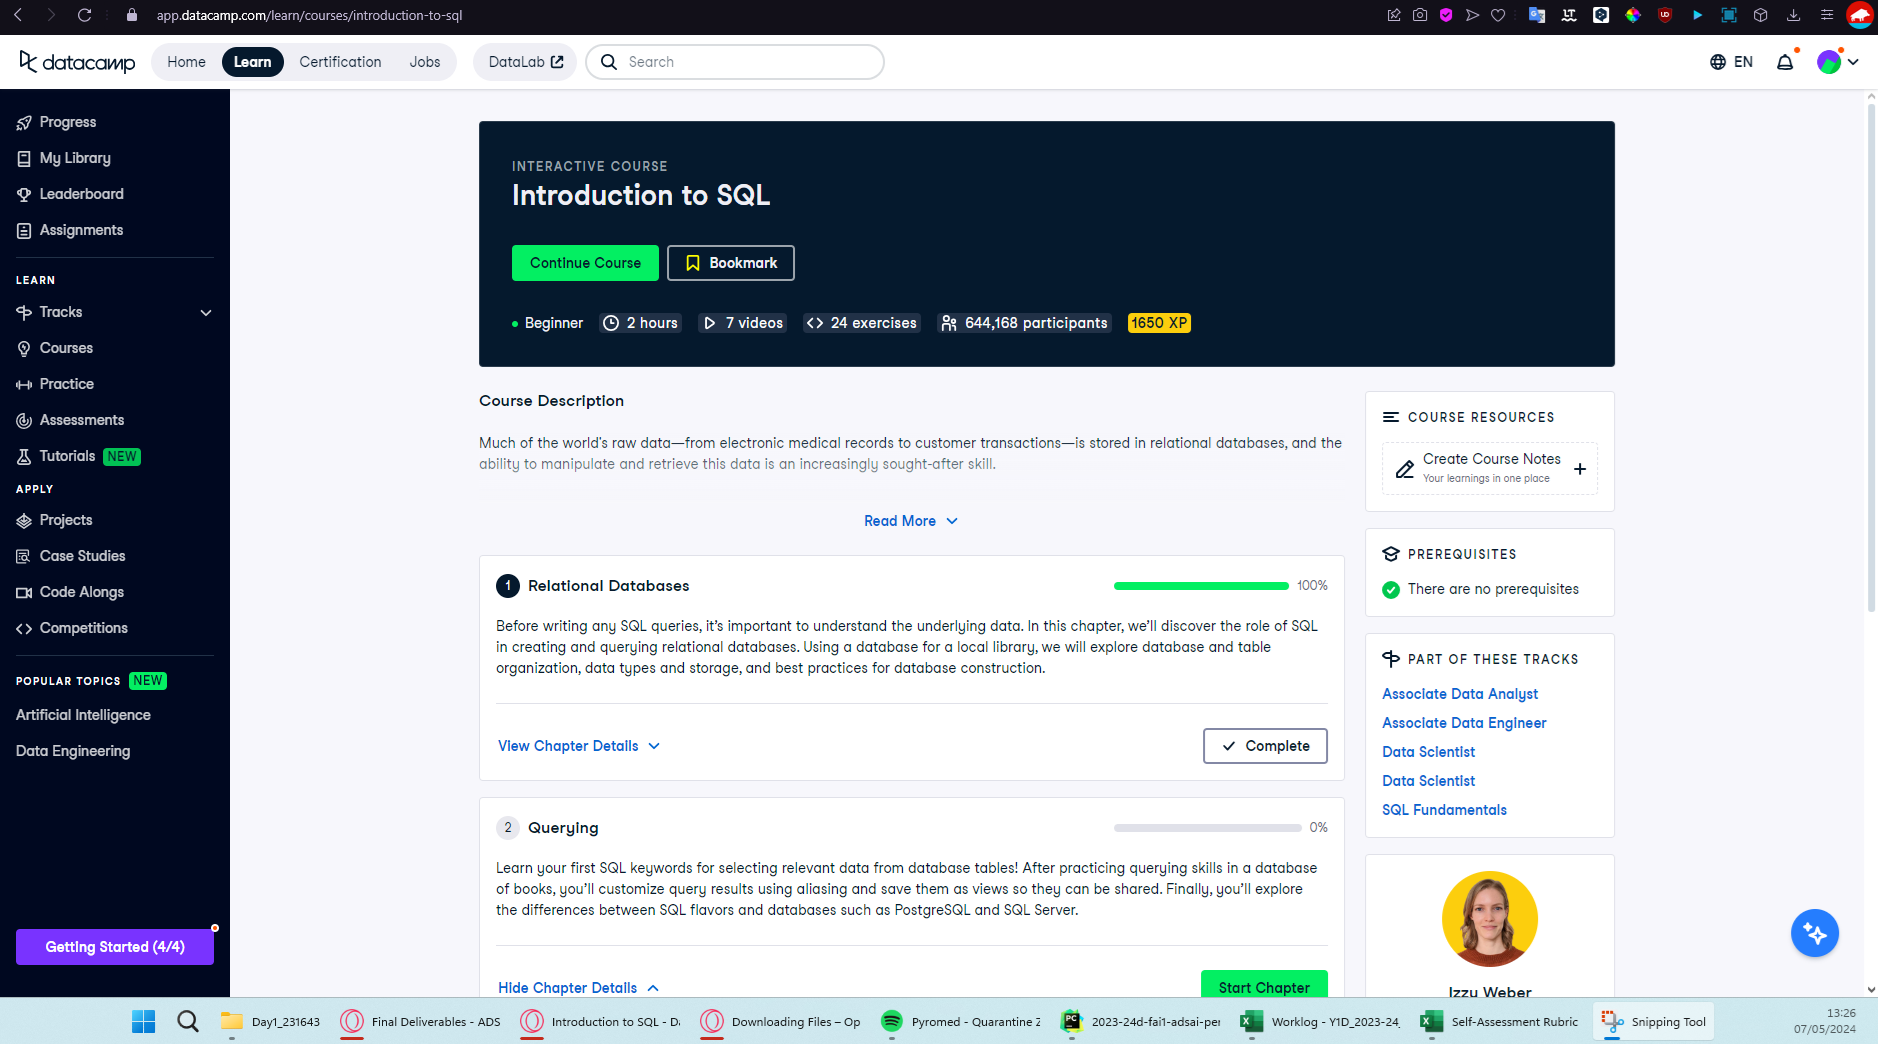 app.datacamp.com/learn/courses/introduction-to-sql
datacamp
Home
Learn
Certification
Jobs
DataLab
Search
EN
Progress
My Library
Leaderboard
Assignments
LEARN
Tracks
Courses
Practice
Assessments
Tutorials NEW
APPLY
Projects
Case Studies
Code Alongs
Competitions
POPULAR TOPICS NEW
Artificial Intelligence
Data Engineering
Getting Started (4/4)
INTERACTIVE COURSE
Introduction to SQL
Continue Course
Bookmark
Beginner 2 hours 7 videos 24 exercises 644,168 participants 1650 XP
Course Description
Much of the world's raw data—from electronic medical records to customer transactions—is stored in relational databases, and the
ability to manipulate and retrieve this data is an increasingly sought-after skill.
Read More
1 Relational Databases 100%
Before writing any SQL queries, it's important to understand the underlying data. In this chapter, we'll discover the role of SQL
in creating and querying relational databases. Using a database for a local library, we will explore database and table
organization, data types and storage, and best practices for database construction.
View Chapter Details
Complete
2 Querying 0%
Learn your first SQL keywords for selecting relevant data from database tables! After practicing querying skills in a database
of books, you'll customize query results using aliasing and save them as views so they can be shared. Finally, you'll explore
the differences between SQL flavors and databases such as PostgreSQL and SQL Server.
Hide Chapter Details
Start Chapter
COURSE RESOURCES
Create Course Notes
Your learnings in one place
PREREQUISITES
There are no prerequisites
PART OF THESE TRACKS
Associate Data Analyst
Associate Data Engineer
Data Scientist
Data Scientist
SQL Fundamentals
Izzy Weber
Day1_231643
Final Deliverables - ADS
Introduction to SQL - Da
Downloading Files – Op
Pyromed - Quarantine 2
2023-24d-fai1-adsai-per
Worklog - Y1D_2023-24_
Self-Assessment Rubric
Snipping Tool
13:26
07/05/2024